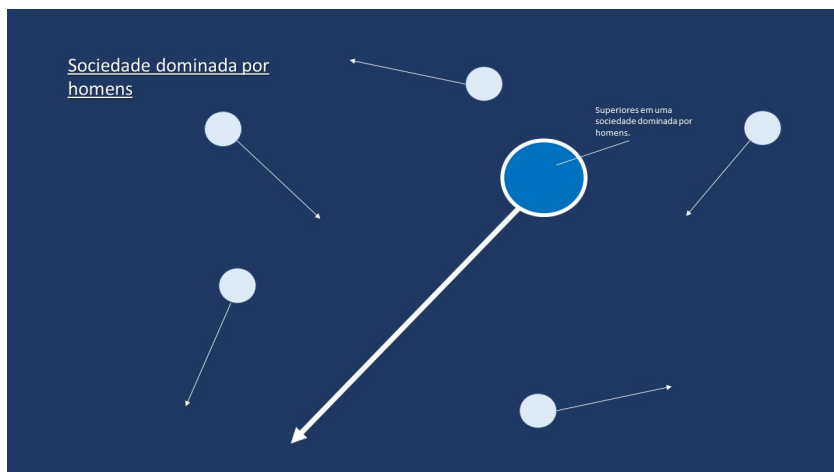 Sociedade dominada por
homens
Superiores em uma
sociedade dominada por
homens.